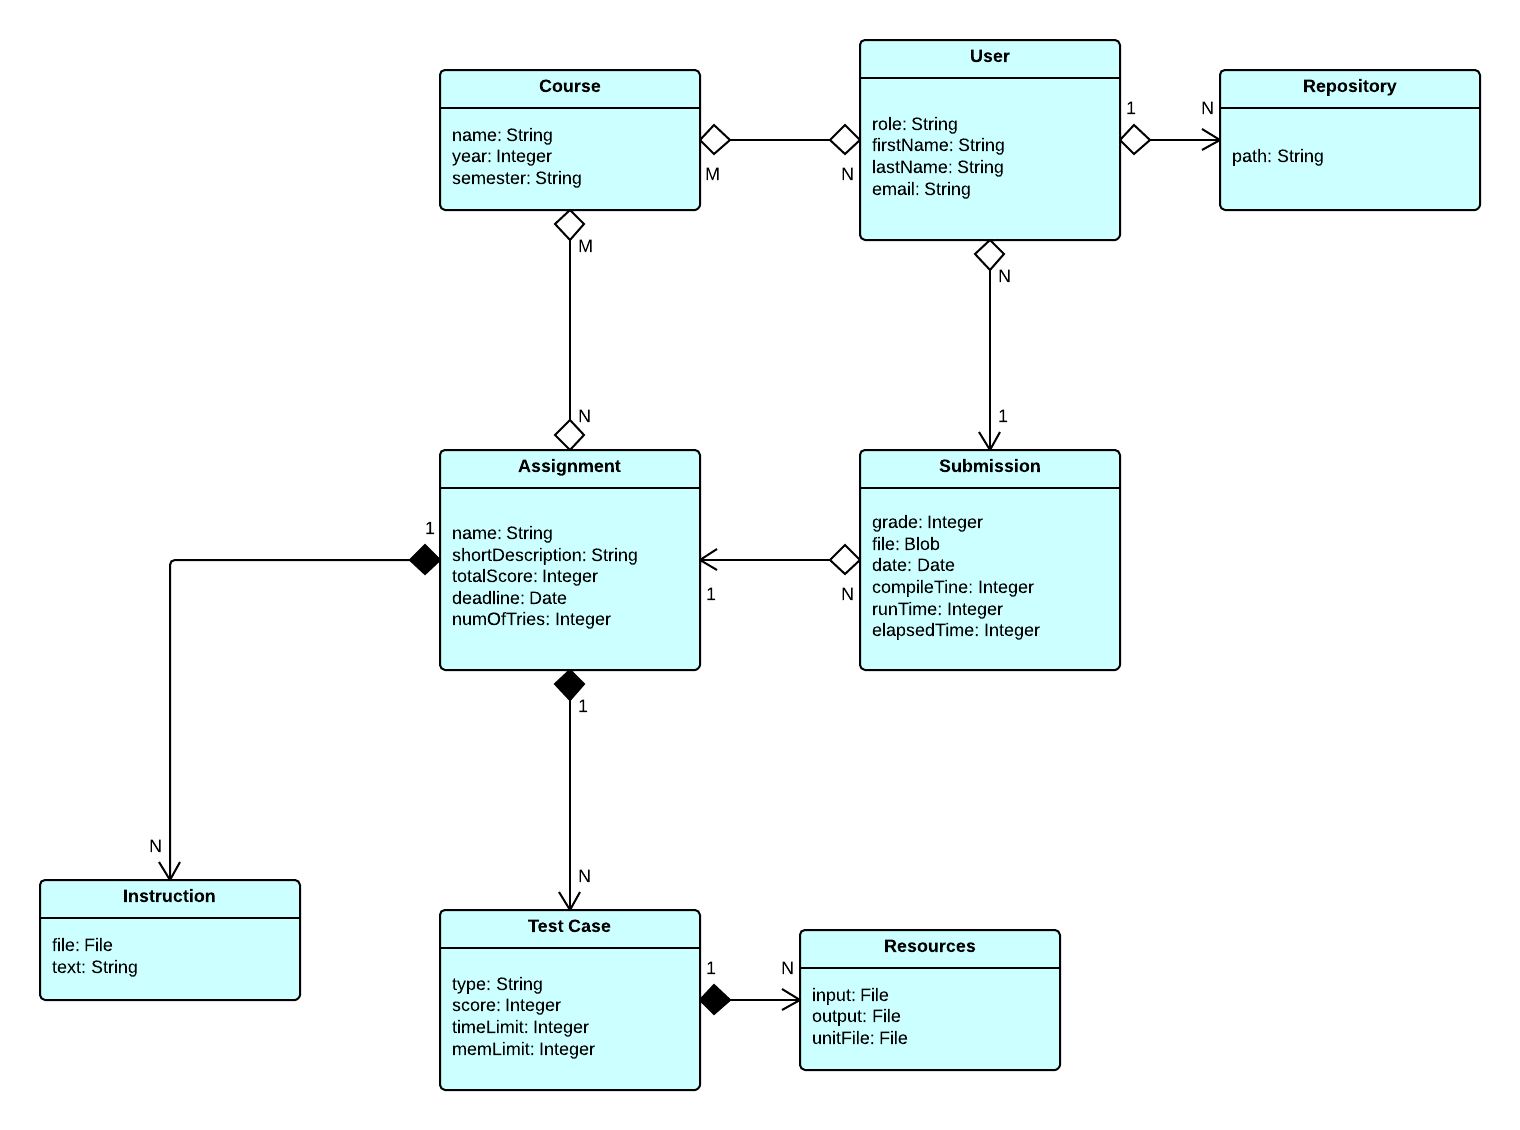 Course
name: String
year: Integer
semester: String
M
M
User
role: String
firstName: String
lastName: String
email: String
N
N
1
N
Repository
path: String
N
Assignment
name: String
shortDescription: String
totalScore: Integer
deadline: Date
numOfTries: Integer
1
1
1
1
Submission
grade: Integer
file: Blob
date: Date
compileTine: Integer
runTime: Integer
elapsedTime: Integer
N
N
Instruction
file: File
text: String
N
Test Case
type: String
score: Integer
timeLimit: Integer
memLimit: Integer
1
N
Resources
input: File
output: File
unitFile: File